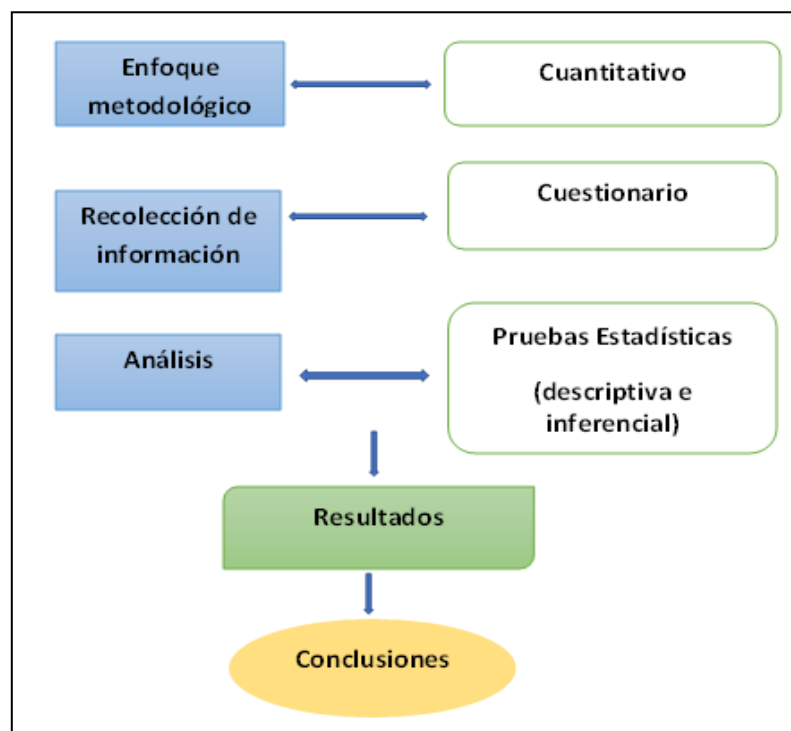 Enfoque
metodológico
Cuantitativo
Recolección de
información
Cuestionario
Análisis
Pruebas Estadísticas
(descriptiva e
inferencial)
Resultados
Conclusiones